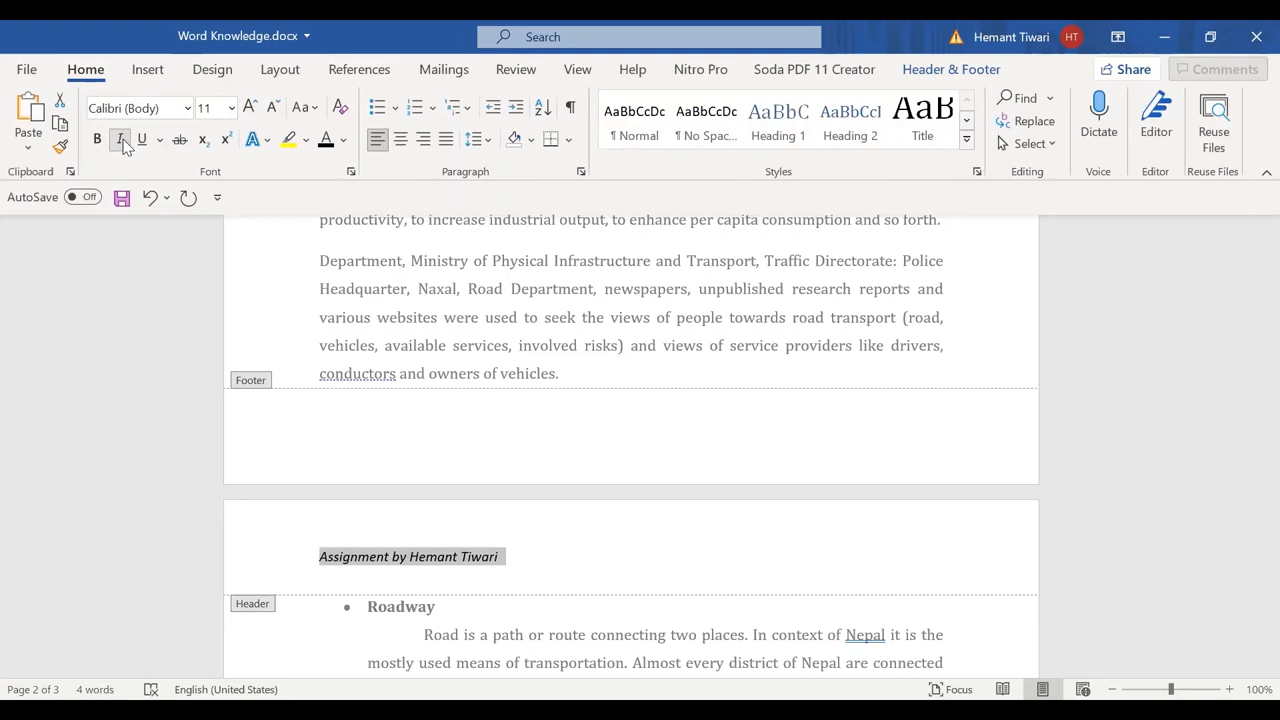 Word Knowledge.docx
Search
Hemant Tiwari HT
File Home Insert Design Layout References Mailings Review View Help Nitro Pro Soda PDF 11 Creator Header & Footer Share Comments
Calibri (Body) 11
Paste
AaBbCcDc AaBbCcDc AaBbC AaBbCcI AaB
¶ Normal ¶ No Spac... Heading 1 Heading 2 Title
Find
Replace
Select
Dictate Editor Reuse Files
Clipboard Font Paragraph Styles Editing Voice Editor Reuse Files
AutoSave Off
productivity, to increase industrial output, to enhance per capita consumption and so forth.
Department, Ministry of Physical Infrastructure and Transport, Traffic Directorate: Police
Headquarter, Naxal, Road Department, newspapers, unpublished research reports and
various websites were used to seek the views of people towards road transport (road,
vehicles, available services, involved risks) and views of service providers like drivers,
conductors and owners of vehicles.
Footer
Assignment by Hemant Tiwari
Header
• Roadway
Road is a path or route connecting two places. In context of Nepal it is the
mostly used means of transportation. Almost every district of Nepal are connected
Page 2 of 3 4 words English (United States) Focus 100%